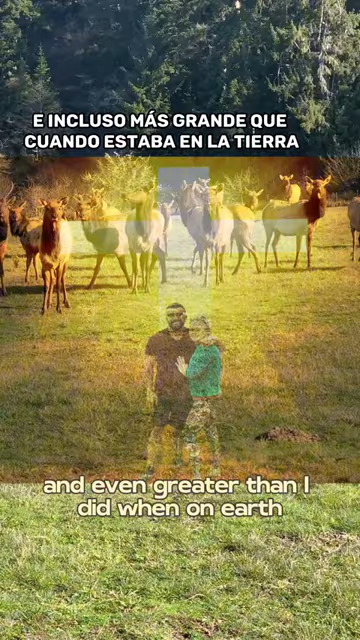 E INCLUSO MÁS GRANDE QUE
CUANDO ESTABA EN LA TIERRA
and even greater than I
did when on earth